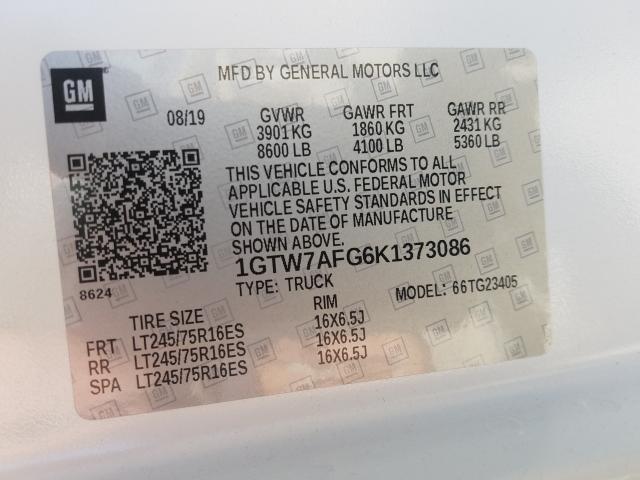 GM
MFD BY GENERAL MOTORS LLC
08/19 GVWR GAWR FRT GAWR RR
3901 KG 1860 KG 2431 KG
8600 LB 4100 LB 5360 LB
THIS VEHICLE CONFORMS TO ALL
APPLICABLE U.S. FEDERAL MOTOR
VEHICLE SAFETY STANDARDS IN EFFECT
ON THE DATE OF MANUFACTURE
SHOWN ABOVE.
1GTW7AFG6K1373086
8624 TYPE: TRUCK MODEL: 66TG23405
TIRE SIZE RIM
FRT LT245/75R16ES 16X6.5J
RR LT245/75R16ES 16X6.5J
SPA LT245/75R16ES 16X6.5J